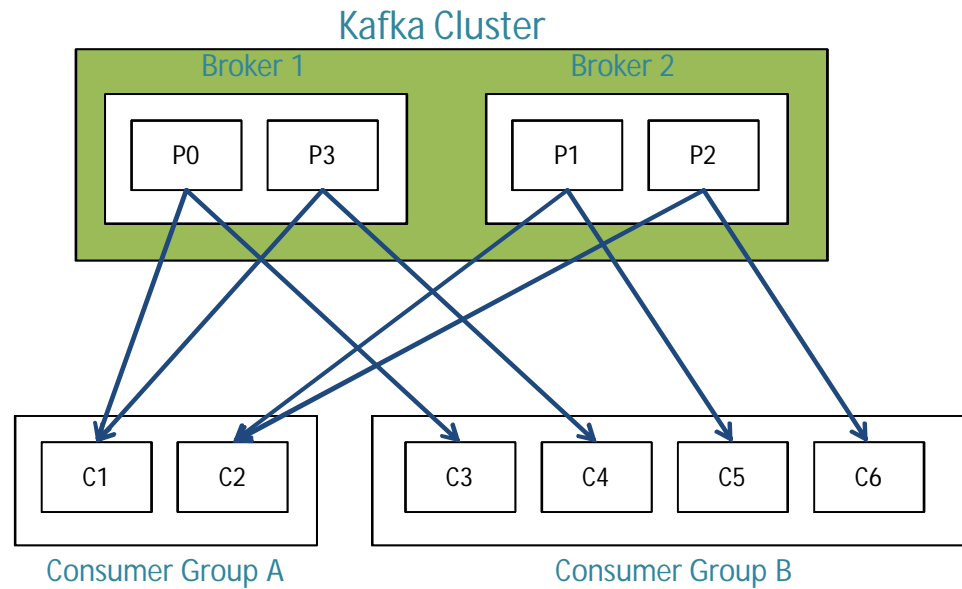 Kafka Cluster
Broker 1
Broker 2
P0
P3
P1
P2
C1
C2
C3
C4
C5
C6
Consumer Group A
Consumer Group B